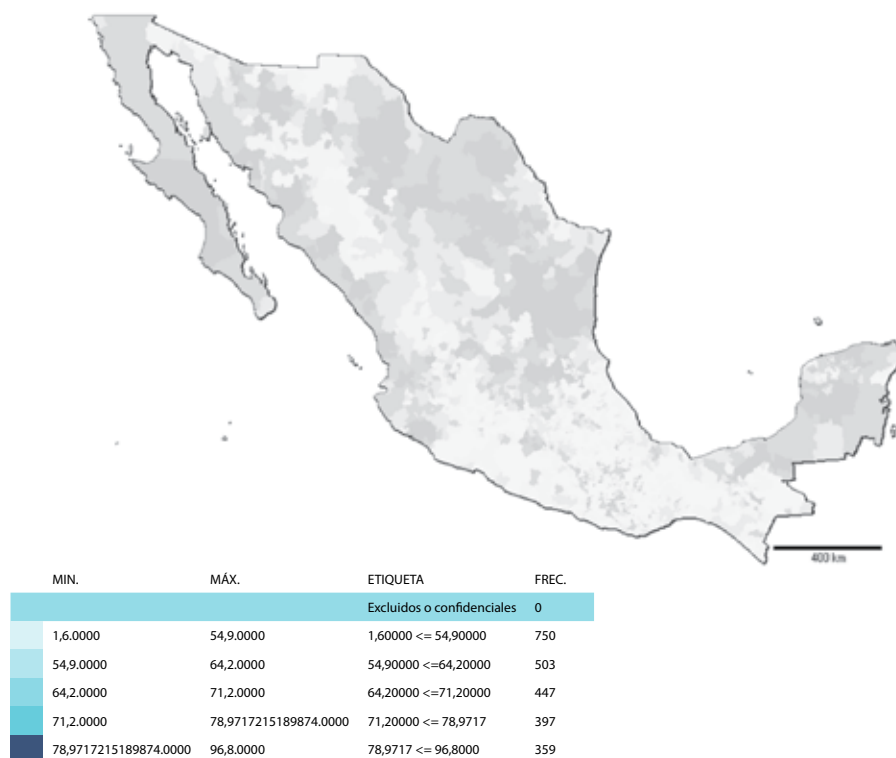 400 km
MIN. MÁX. ETIQUETA FREC.
Excluidos o confidenciales 0
1,6.0000 54,9.0000 1,60000 <= 54,90000 750
54,9.0000 64,2.0000 54,90000 <=64,20000 503
64,2.0000 71,2.0000 64,20000 <=71,20000 447
71,2.0000 78,9717215189874.0000 71,20000 <= 78,9717 397
78,9717215189874.0000 96,8.0000 78,9717 <= 96,8000 359